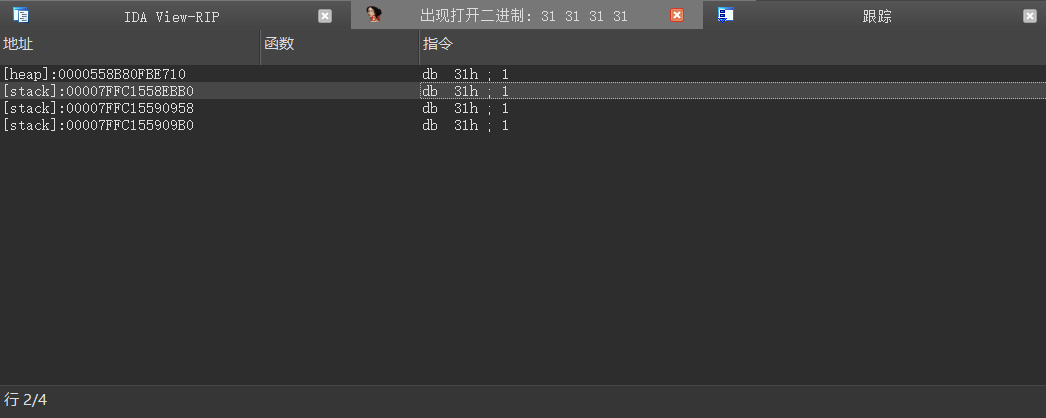 IDA View-RIP 出现打开二进制: 31 31 31 31 跟踪
地址 函数 指令
[heap]:0000558B80FBE710 db 31h ; 1
[stack]:00007FFC1558EBB0 db 31h ; 1
[stack]:00007FFC15590958 db 31h ; 1
[stack]:00007FFC155909B0 db 31h ; 1
行 2/4